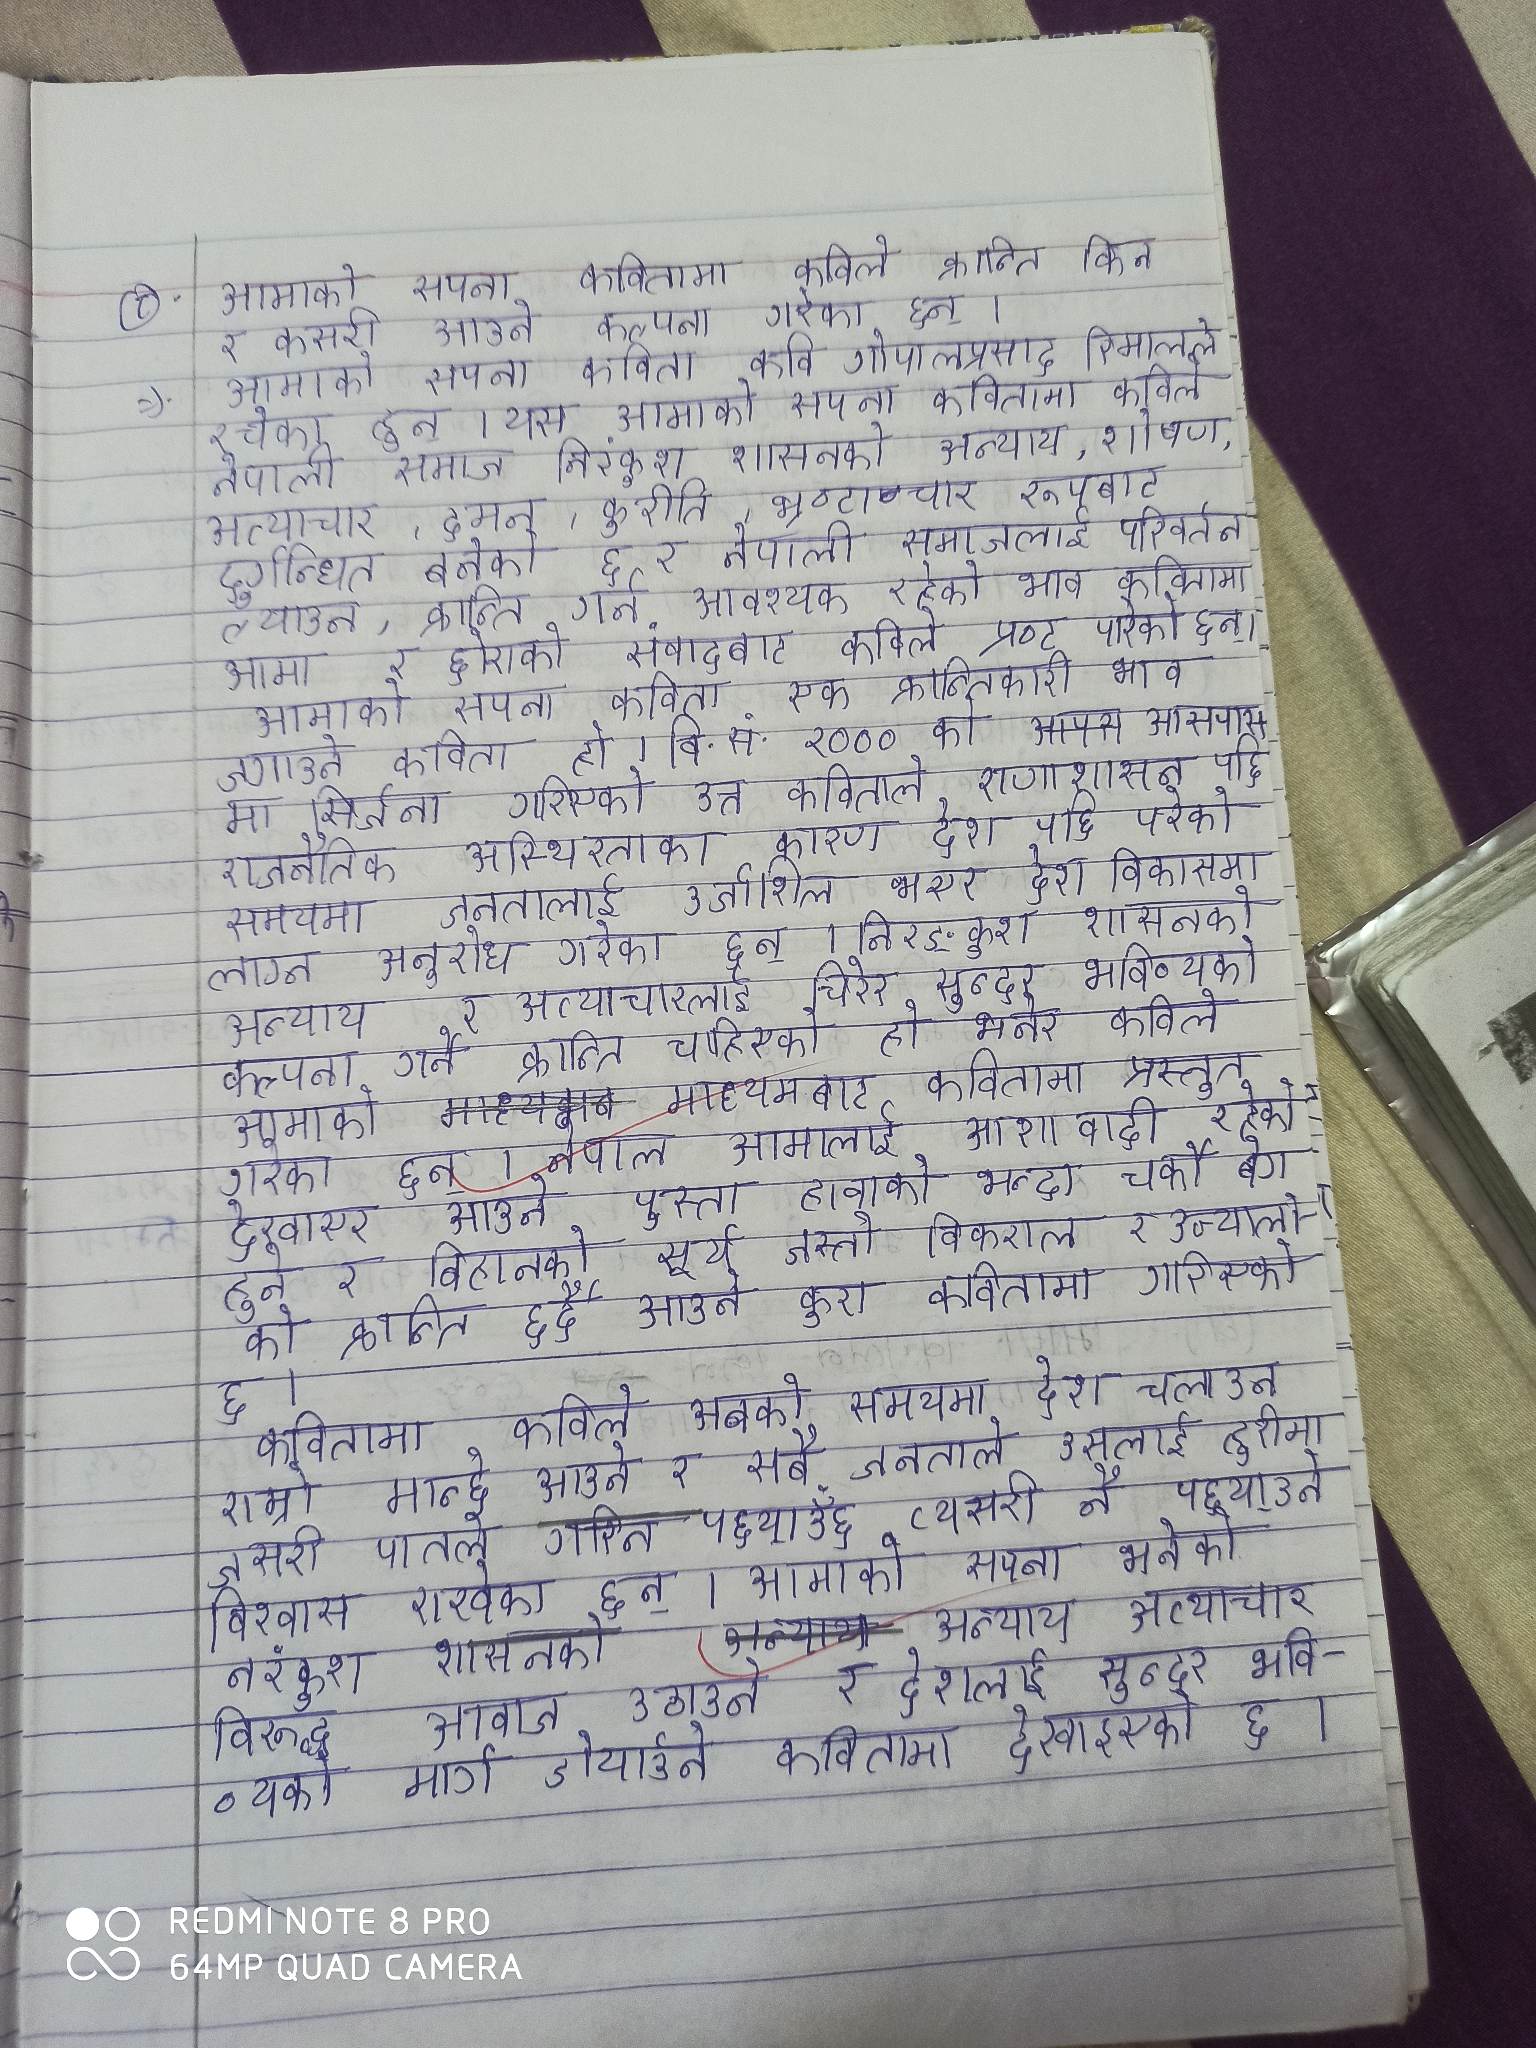 १. आमाको सपना कवितामा कविले क्रान्ति किन
र कसरी आउने कल्पना गरेका छन् ।
=). आमाको सपना कविता कवि गोपालप्रसाद रिमालले
रचेका हुन् । यस आमाको सपना कवितामा कविले
नेपाली समाज निरंकुश शासनको अन्याय, शोषण,
अत्याचार, दमन, कुरीति, भ्रष्टाचार रूपबाट
दुर्गन्धित बनेको छ र नेपाली समाजलाई परिवर्तन
ल्याउन, क्रान्ति गर्न आवश्यक रहेको भाव कवितामा
आमा र छोराको संवादबाट कविले प्रष्ट पारेको छन् ।
आमाको सपना कविता एक क्रान्तिकारी भाव
जगाउने कविता हो । बि.सं. २००० को आसपास
मा सिर्जना गरिएको उक्त कविताले राणाशासन पछि
राजनैतिक अस्थिरताका कारण देश पछि परेको
समयमा जनतालाई उर्जाशिल भएर देश विकासमा
लाग्न अनुरोध गरेका छन् । निरङ्कुश शासनको
अन्याय र अत्याचारलाई चिरेर सुन्दर भविष्यको
कल्पना गर्ने क्रान्ति चाहिएको हो भनेर कविले
आमाको माध्यमबाट कवितामा प्रस्तुत
गरेका छन् । नेपाल आमालाई आशावादी रहेको
देखाएर आउने पुस्ता हावाको भन्दा चर्को बेग
हुने र विहानको सूर्य जस्तो विकराल र उज्यालो-
को क्रान्ति छर्दै आउने कुरा कवितामा गरिएको
छ ।
कवितामा कविले अबको समयमा देश चलाउन
राम्रो मान्छे आउने र सबै जनताले उसलाई हुरीमा
जसरी पातले पछ्याउँछ त्यसरी नै पछ्याउने
विश्वास राखेका छन् । आमाको सपना भनेको
नरंकुश शासनको अन्याय अत्याचार
विरूद्ध आवाज उठाउने र देशलाई सुन्दर भवि-
ष्यको मार्ग डोयाउने कवितामा देखाइएको छ ।
REDMI NOTE 8 PRO
64MP QUAD CAMERA